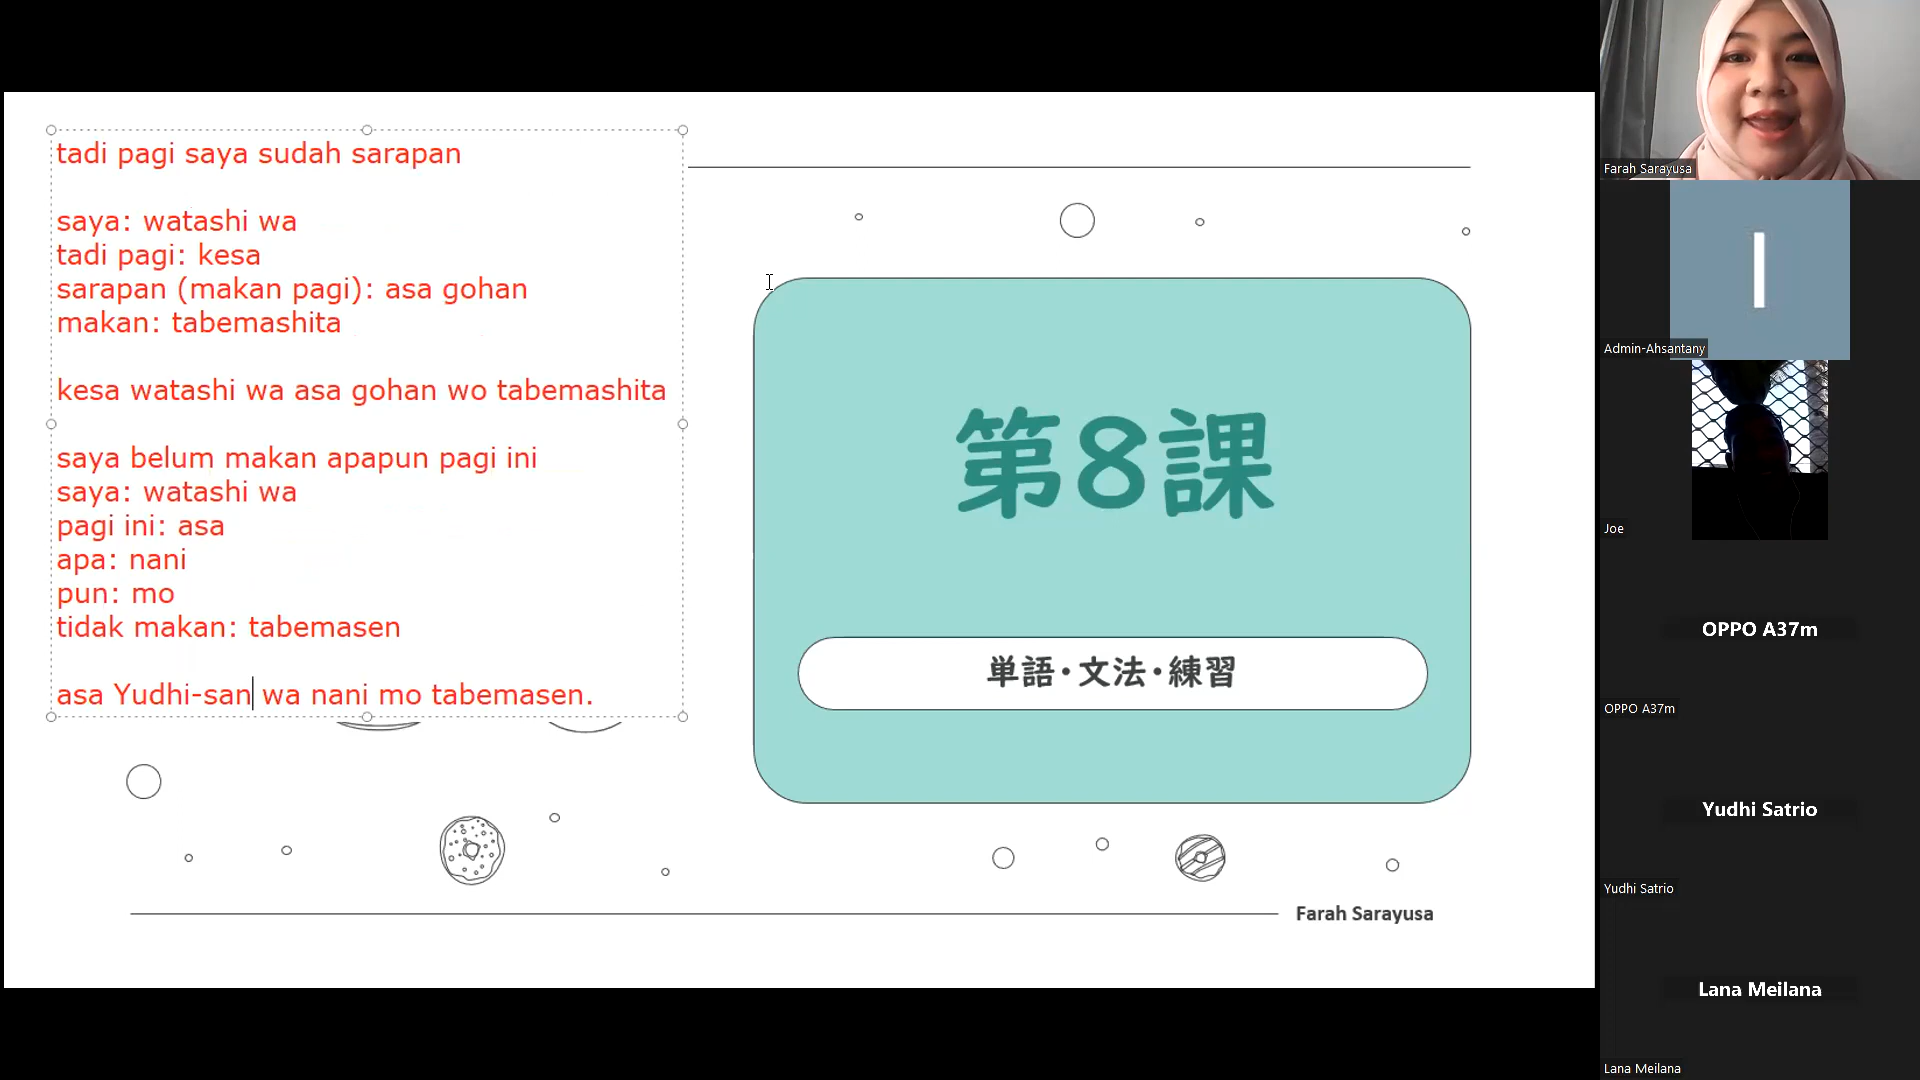 tadi pagi saya sudah sarapan
saya: watashi wa
tadi pagi: kesa
sarapan (makan pagi): asa gohan
makan: tabemashita
kesa watashi wa asa gohan wo tabemashita
saya belum makan apapun pagi ini
saya: watashi wa
pagi ini: asa
apa: nani
pun: mo
tidak makan: tabemasen
asa Yudhi-san wa nani mo tabemasen.
第8課
単語・文法・練習
Farah Sarayusa
Farah Sarayusa
Admin-Ahsantany
Joe
OPPO A37m
OPPO A37m
Yudhi Satrio
Yudhi Satrio
Lana Meilana
Lana Meilana